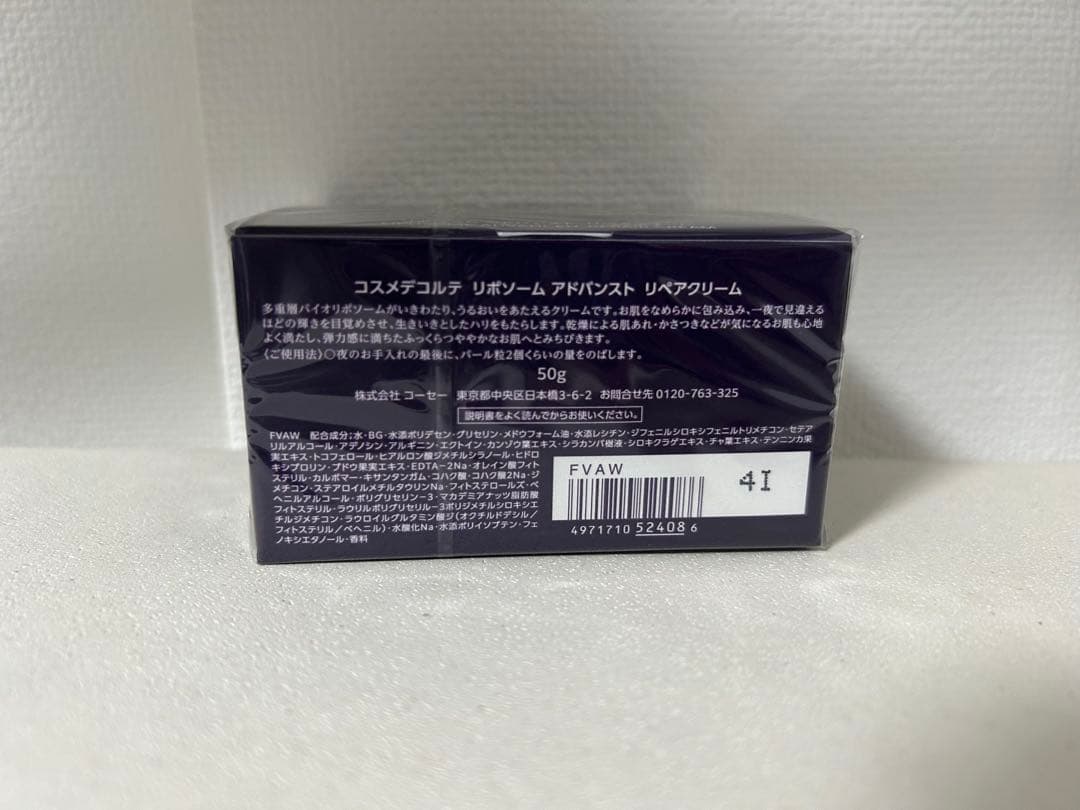 コスメデコルテ リポソーム アドバンスト リペアクリーム
多重層バイオリポソームがいきわたり、うるおいをあたえるクリームです。お肌をなめらかに包み込み、一夜で見違える
ほどの輝きを目覚めさせ、生きいきとしたハリをもたらします。乾燥による肌あれ・かさつきなどが気になるお肌も心地
よく満たし、弾力感に満ちたふっくらつややかなお肌へとみちびきます。
〈ご使用法〉○夜のお手入れの最後に、パール粒2個くらいの量をのばします。
50g
株式会社 コーセー 東京都中央区日本橋3-6-2 お問合せ先 0120-763-325
説明書をよく読んでからお使いください。
FVAW 配合成分;水・BG・水添ポリデセン・グリセリン・メドウフォーム油・水添レシチン・ジフェニルシロキシフェニルトリメチコン・セテア
リルアルコール・アデノシン・アルギニン・エクトイン・カンゾウ葉エキス・シラカンバ樹液・シロキクラゲエキス・チャ葉エキス・テンニンカ果
実エキス・トコフェロール・ヒアルロン酸ジメチルシラノール・ヒドロ
キシプロリン・ブドウ果実エキス・EDTA-2Na・オレイン酸フィト
ステリル・カルボマー・キサンタンガム・コハク酸・コハク酸2Na・ジ
メチコン・ステアロイルメチルタウリンNa・フィトステロールズ・ベ
ヘニルアルコール・ポリグリセリン-3・マカデミアナッツ脂肪酸
フィトステリル・ラウリルポリグリセリル-3ポリジメチルシロキシエ
チルジメチコン・ラウロイルグルタミン酸ジ(オクチルドデシル/
フィトステリル/ベヘニル)・水酸化Na・水添ポリイソブテン・フェ
ノキシエタノール・香料
FVAW
4I
4971710 52408 6